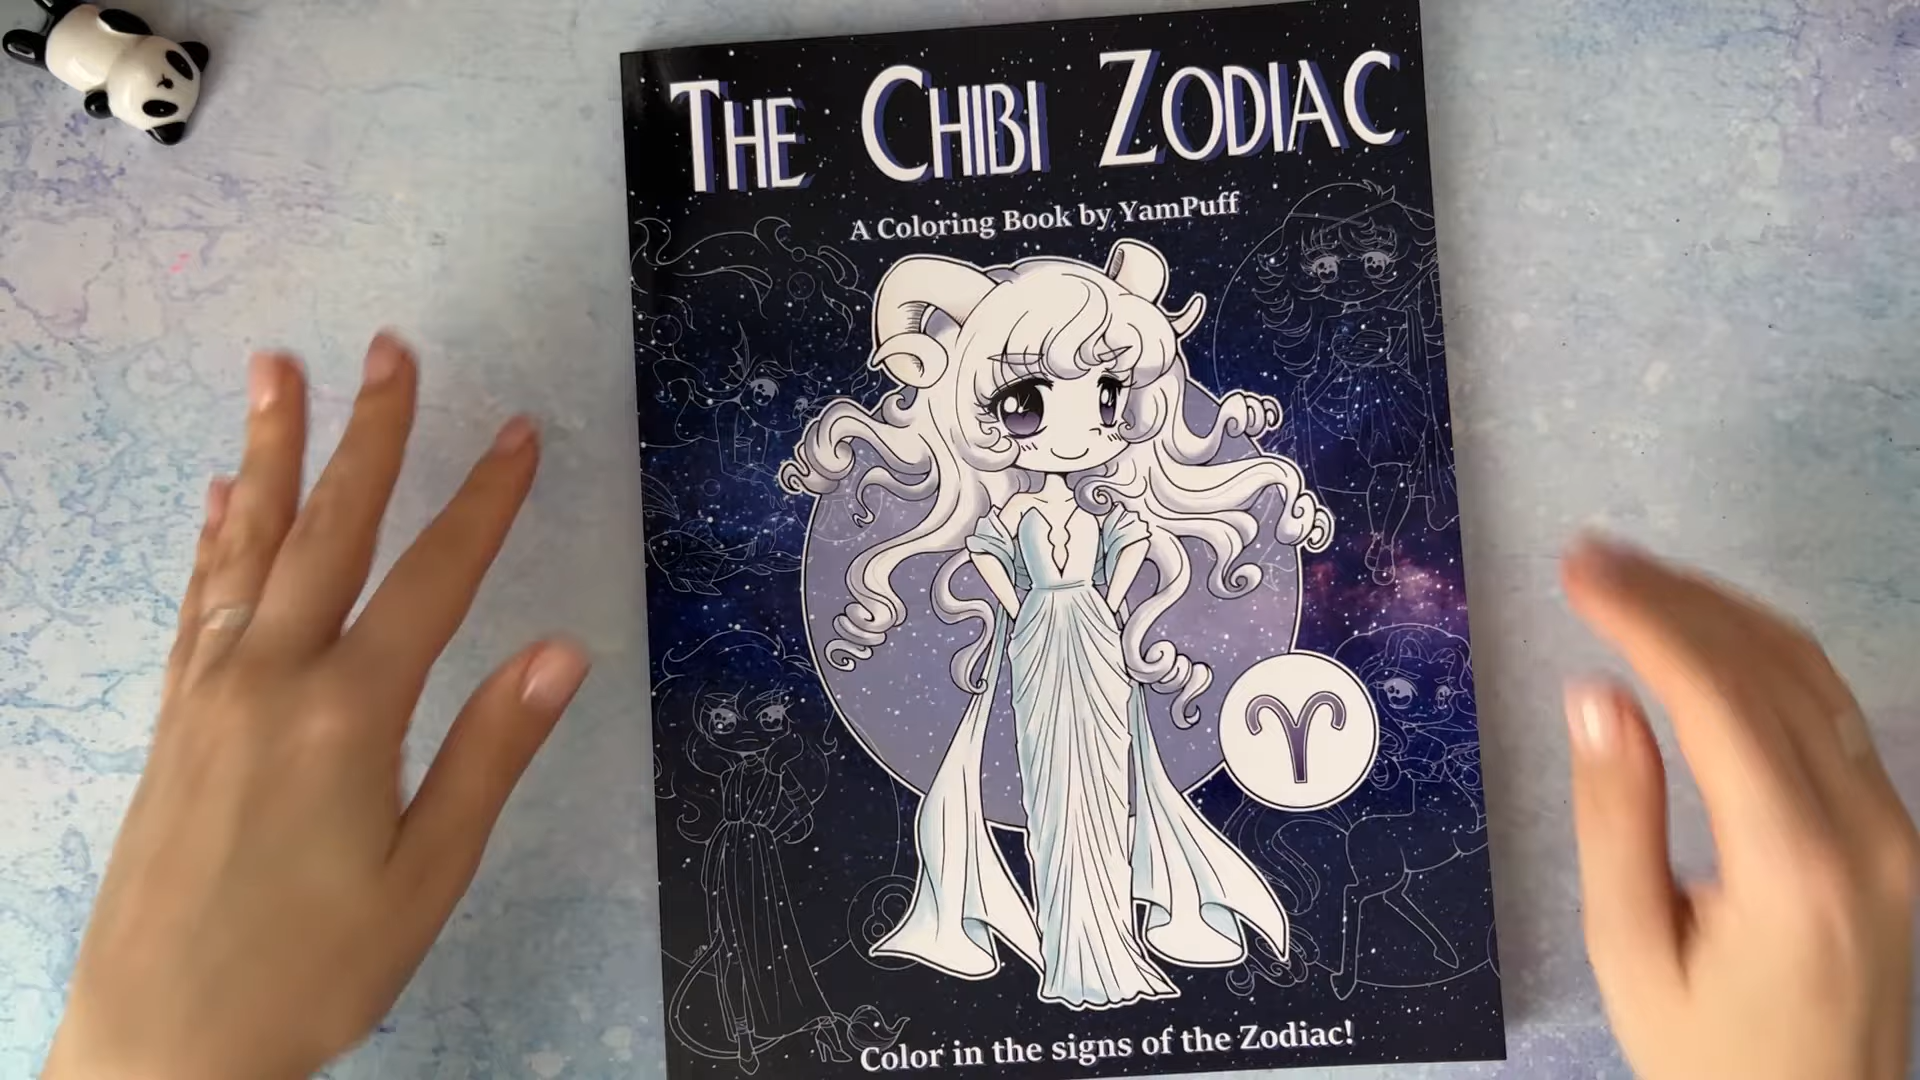 THE CHIBI ZODIAC
A Coloring Book by YamPuff
Color in the signs of the Zodiac!